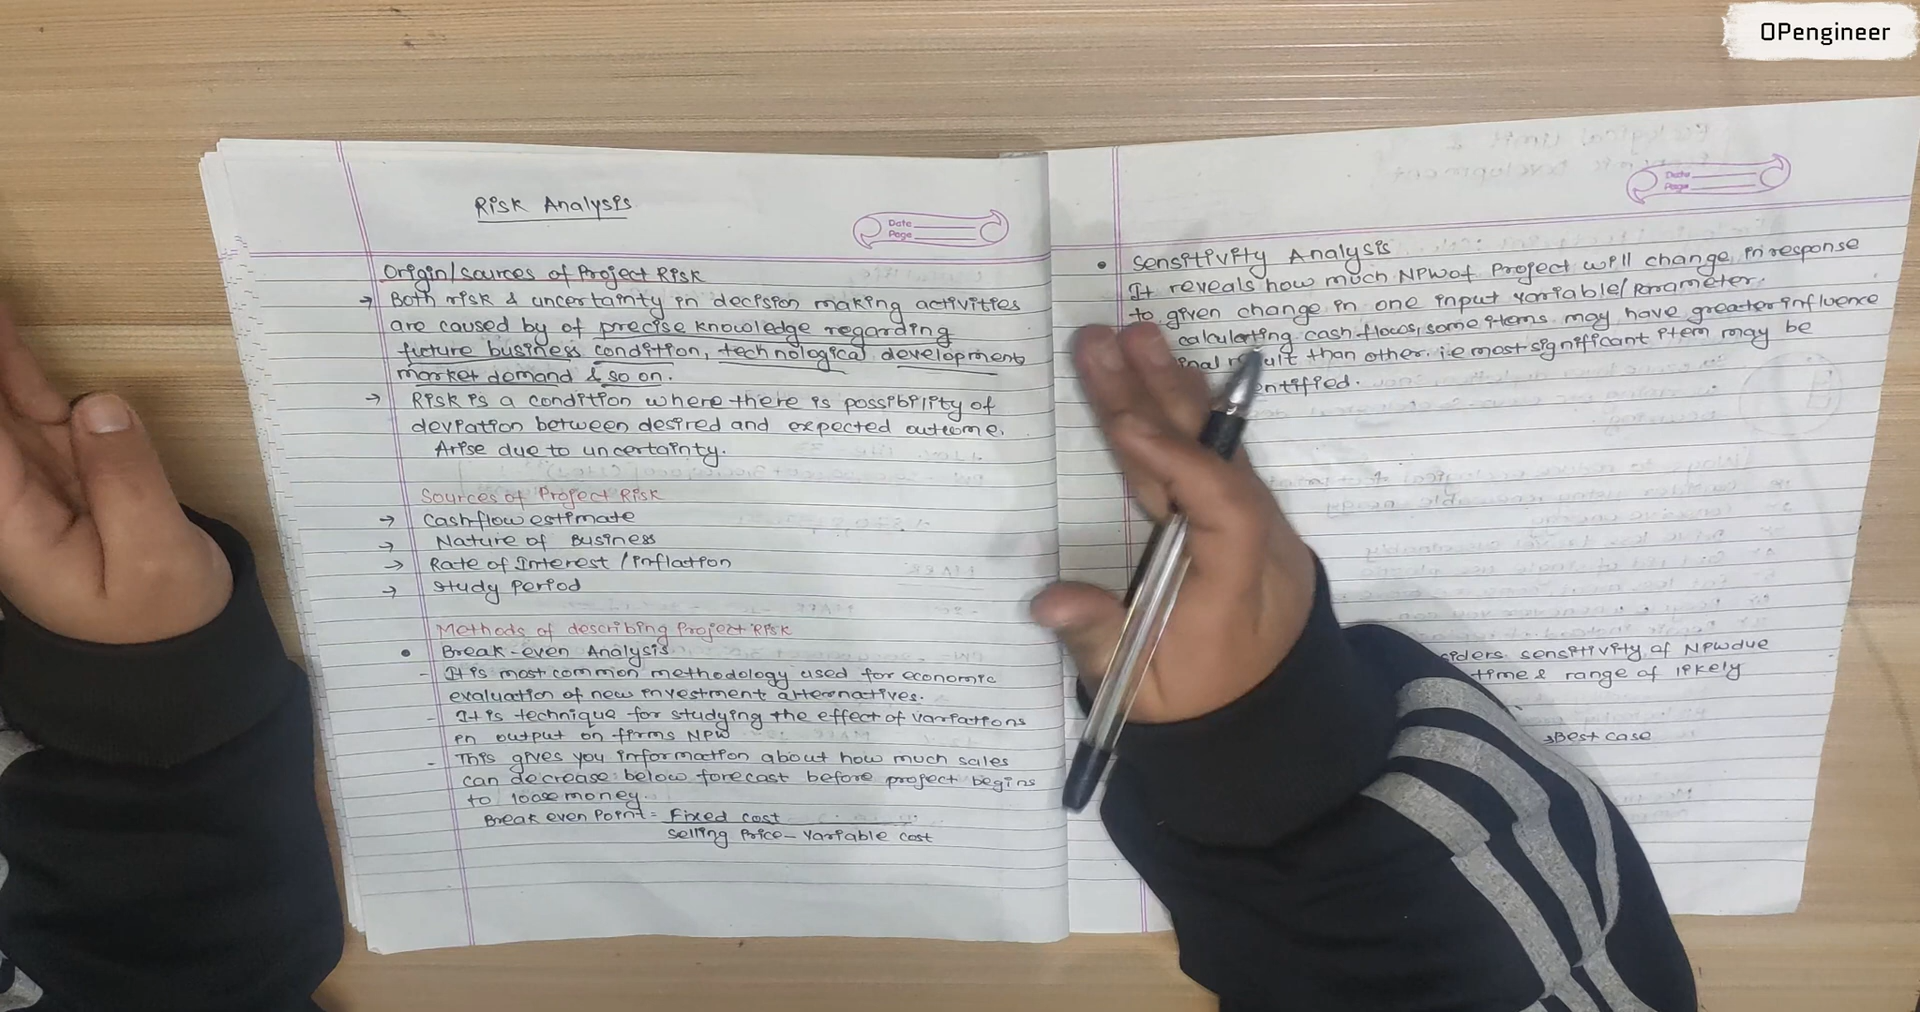 OPengineer
Risk Analysis
Date
Page
Origin/sources of Project Risk
→ Both risk & uncertainty in decision making activities
are caused by of precise knowledge regarding
future business condition, technological development
market demand & so on.
→ Risk is a condition where there is possibility of
deviation between desired and expected outcome.
Arise due to uncertainty.
Sources of Project Risk
→ Cashflow estimate
→ Nature of Business
→ Rate of Interest / inflation
→ Study Period
Methods of describing Project Risk
• Break-even Analysis
- It is most common methodology used for economic
evaluation of new investment alternatives.
- It is technique for studying the effect of variations
in output on firms NPW
- This gives you information about how much sales
can decrease below forecast before project begins
to loose money.
Break even Point = Fixed cost
Selling Price - Variable cost
Date
Page
• Sensitivity Analysis
It reveals how much NPW of Project will change in response
to given change in one input variable/parameter.
calculating cash flows, some items may have greater influence
than other. i.e most significant item may be
entified.
siders sensitivity of NPW due
time & range of likely
→Best case